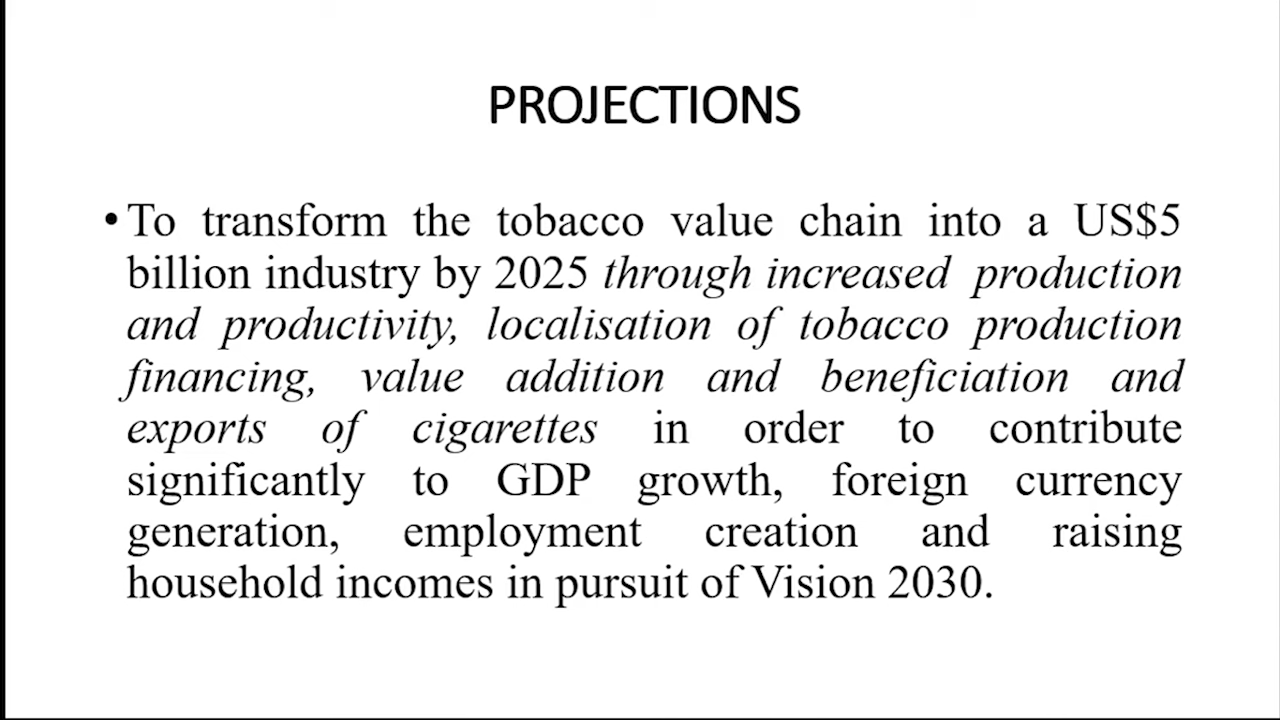 PROJECTIONS
• To transform the tobacco value chain into a US$5
billion industry by 2025 through increased production
and productivity, localisation of tobacco production
financing, value addition and beneficiation and
exports of cigarettes in order to contribute
significantly to GDP growth, foreign currency
generation, employment creation and raising
household incomes in pursuit of Vision 2030.